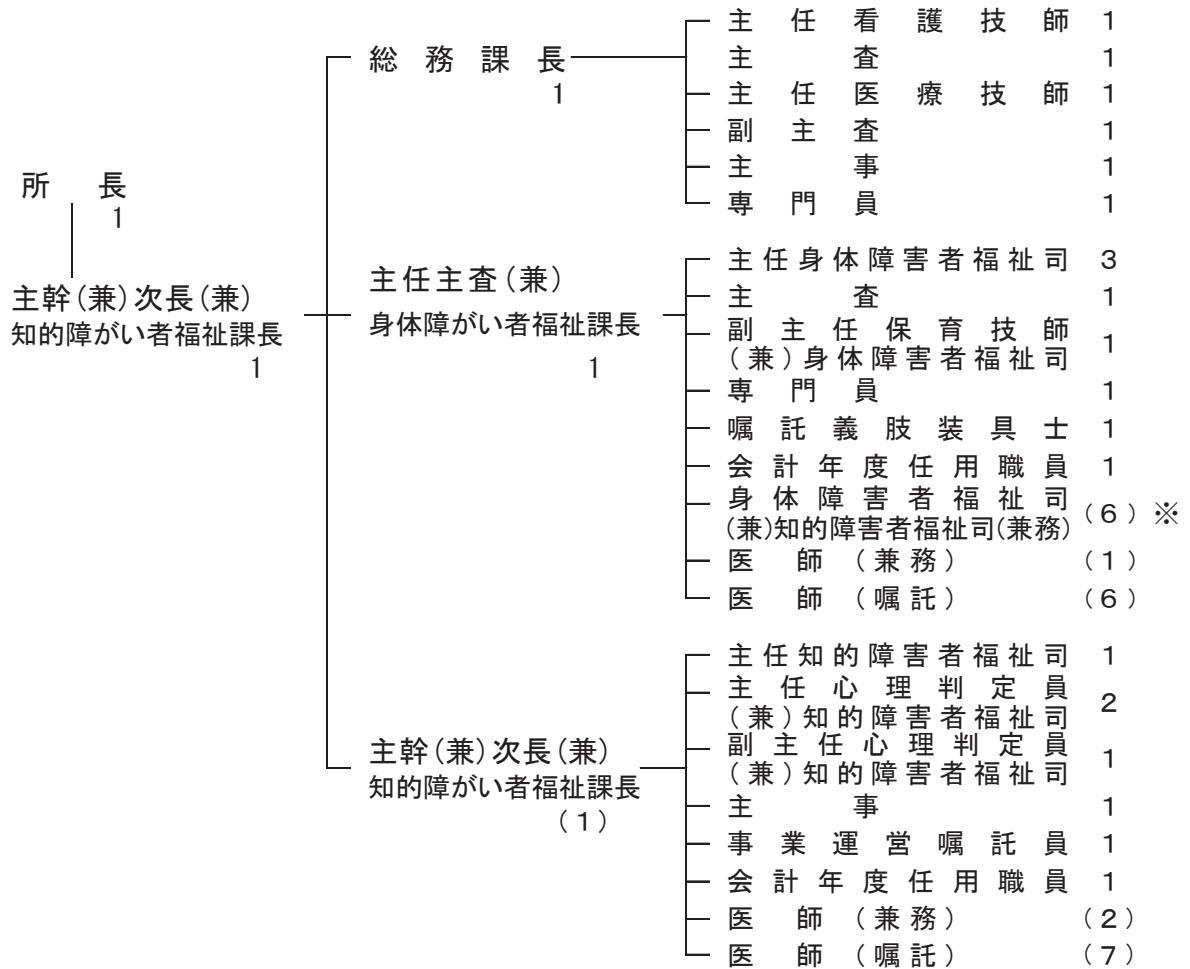 所長
1
主幹(兼)次長(兼)
知的障がい者福祉課長
1
総務課長
1
主任看護技師 1
主査 1
主任医療技師 1
副主査 1
主事 1
専門員 1
主任主査(兼)
身体障がい者福祉課長
1
主任身体障害者福祉司 3
主査 1
副主任保育技師
(兼)身体障害者福祉司 1
専門員 1
嘱託義肢装具士 1
会計年度任用職員 1
身体障害者福祉司
(兼)知的障害者福祉司(兼務) (6)※
医師(兼務) (1)
医師(嘱託) (6)
主幹(兼)次長(兼)
知的障がい者福祉課長
(1)
主任知的障害者福祉司 1
主任心理判定員
(兼)知的障害者福祉司 2
副主任心理判定員
(兼)知的障害者福祉司 1
主事 1
事業運営嘱託員 1
会計年度任用職員 1
医師(兼務) (2)
医師(嘱託) (7)